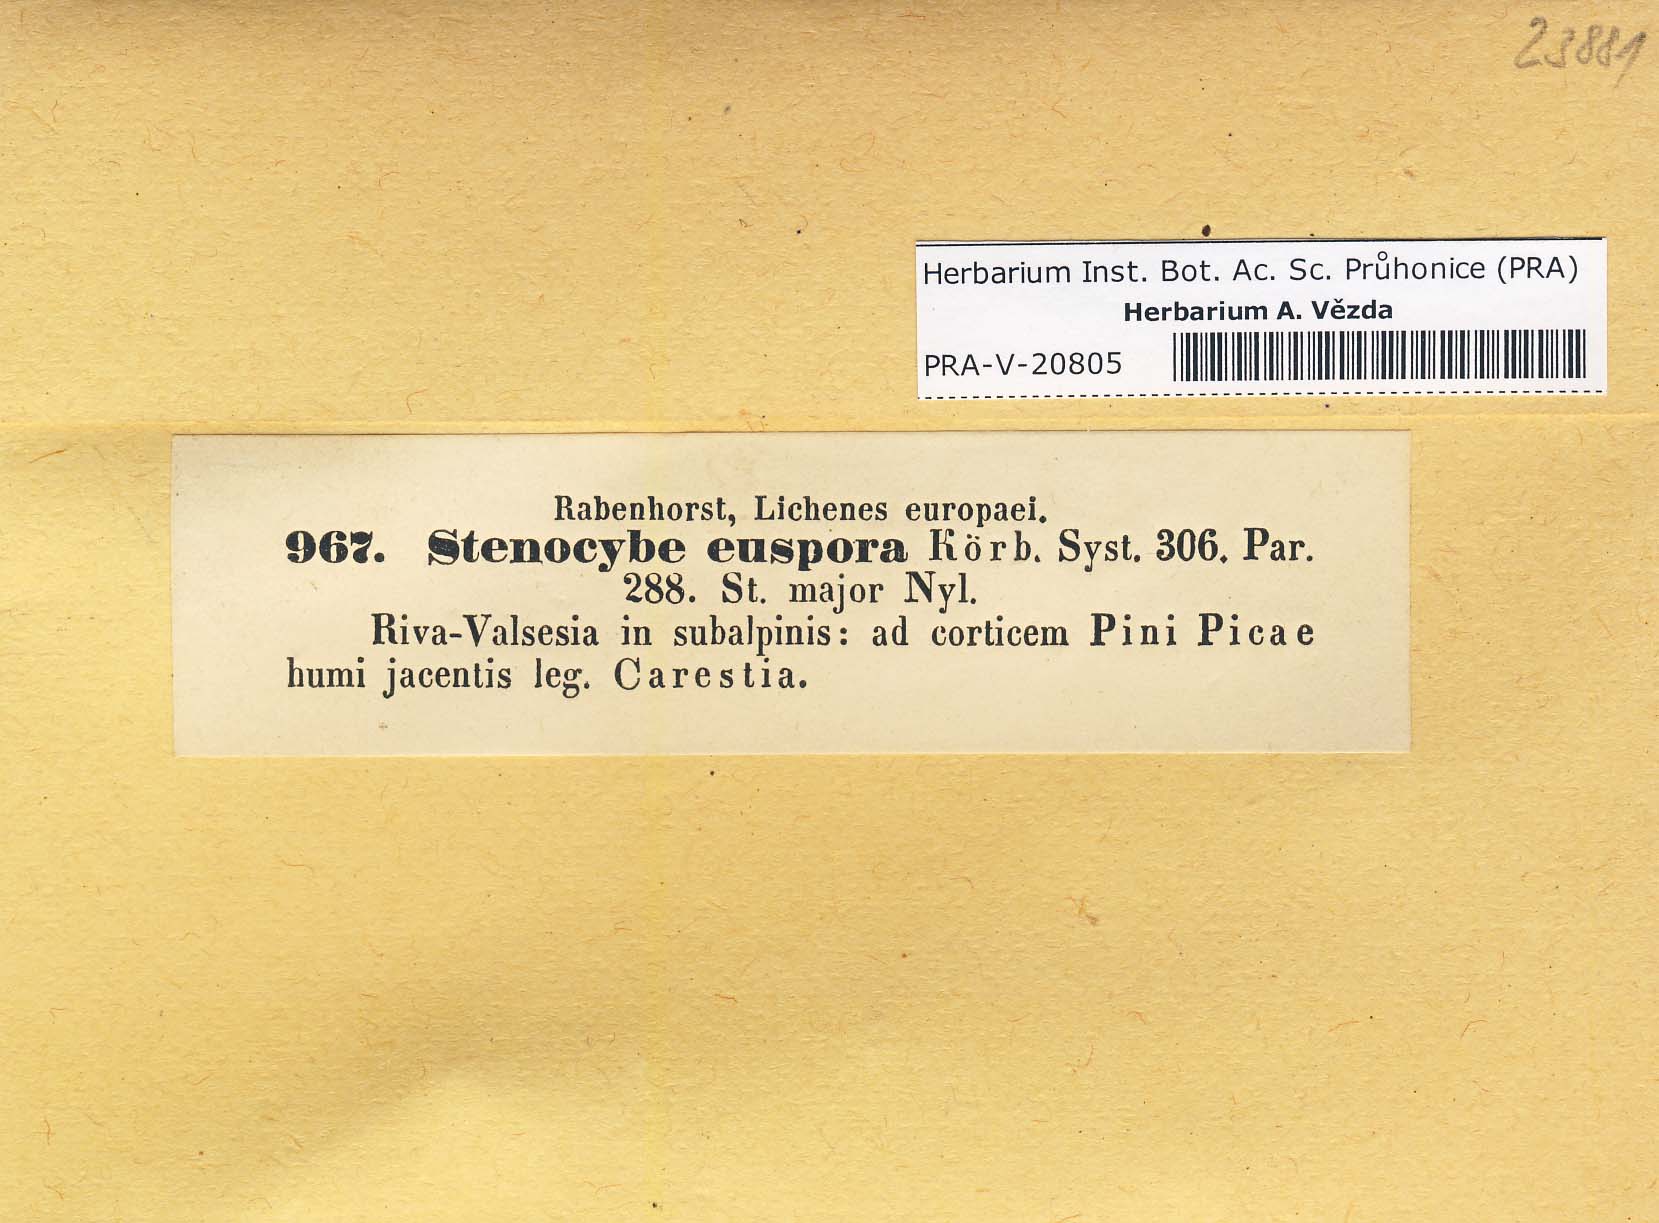 23881
Herbarium Inst. Bot. Ac. Sc. Průhonice (PRA)
Herbarium A. Vězda
PRA-V-20805
Rabenhorst, Lichenes europaei.
967. Stenocybe euspora Körb. Syst. 306. Par.
288. St. major Nyl.
Riva-Valsesia in subalpinis: ad corticem Pini Picae
humi jacentis leg. Carestia.